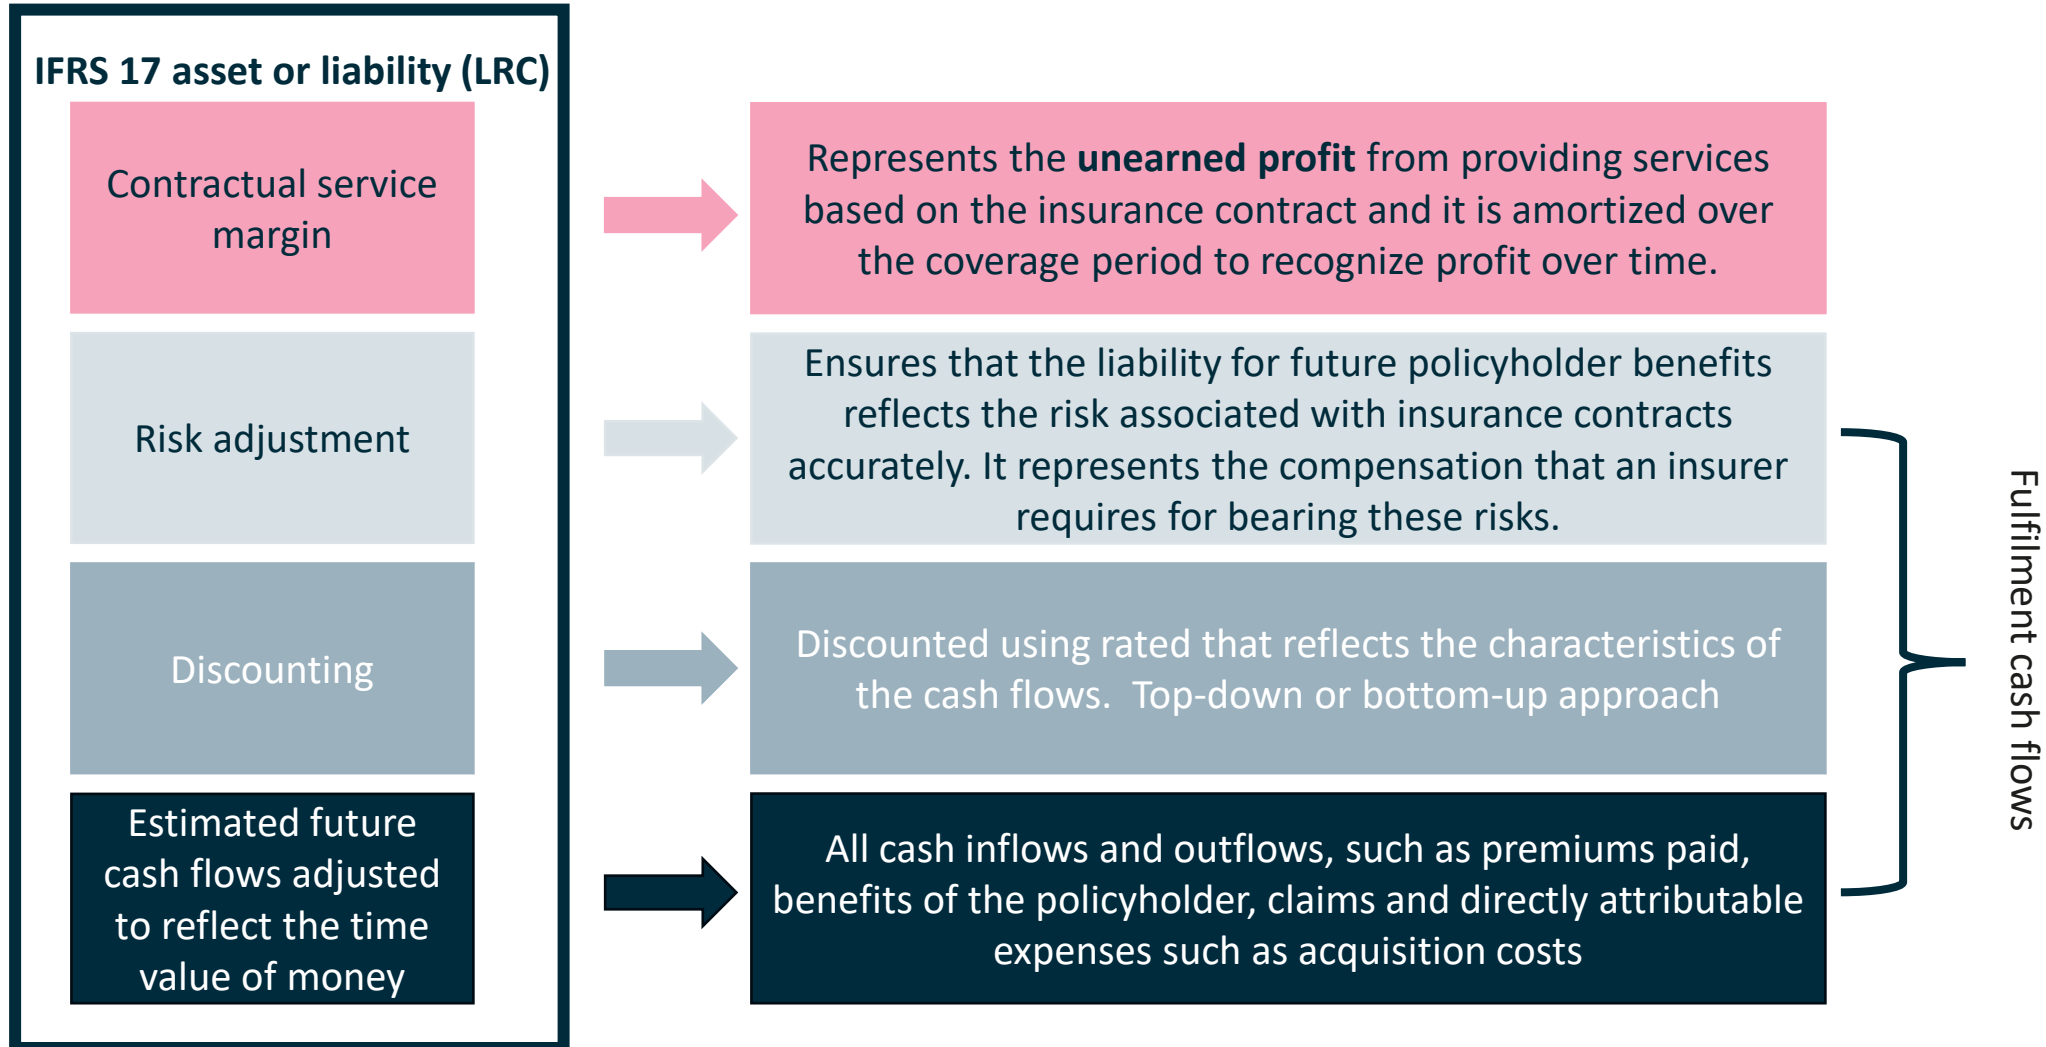 IFRS 17 asset or liability (LRC)
Contractual service
margin
Represents the unearned profit from providing services
based on the insurance contract and it is amortized over
the coverage period to recognize profit over time.
Risk adjustment
Ensures that the liability for future policyholder benefits
reflects the risk associated with insurance contracts
accurately. It represents the compensation that an insurer
requires for bearing these risks.
Discounting
Discounted using rated that reflects the characteristics of
the cash flows.  Top-down or bottom-up approach
Estimated future
cash flows adjusted
to reflect the time
value of money
All cash inflows and outflows, such as premiums paid,
benefits of the policyholder, claims and directly attributable
expenses such as acquisition costs
Fulfilment cash flows